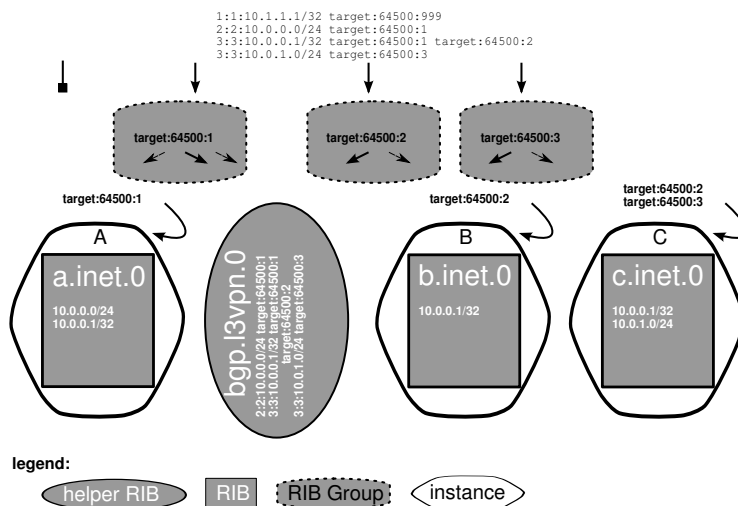 1:1:10.1.1.1/32 target:64500:999
2:2:10.0.0.0/24 target:64500:1
3:3:10.0.0.1/32 target:64500:1 target:64500:2
3:3:10.0.1.0/24 target:64500:3
target:64500:1
target:64500:2
target:64500:3
target:64500:1
target:64500:2
target:64500:2
target:64500:3
A
a.inet.0
10.0.0.0/24
10.0.0.1/32
bgp.l3vpn.0
2:2:10.0.0.0/24 target:64500:1
3:3:10.0.0.1/32 target:64500:1
target:64500:2
3:3:10.0.1.0/24 target:64500:3
B
b.inet.0
10.0.0.1/32
C
c.inet.0
10.0.0.1/32
10.0.1.0/24
legend:
helper RIB
RIB
RIB Group
instance